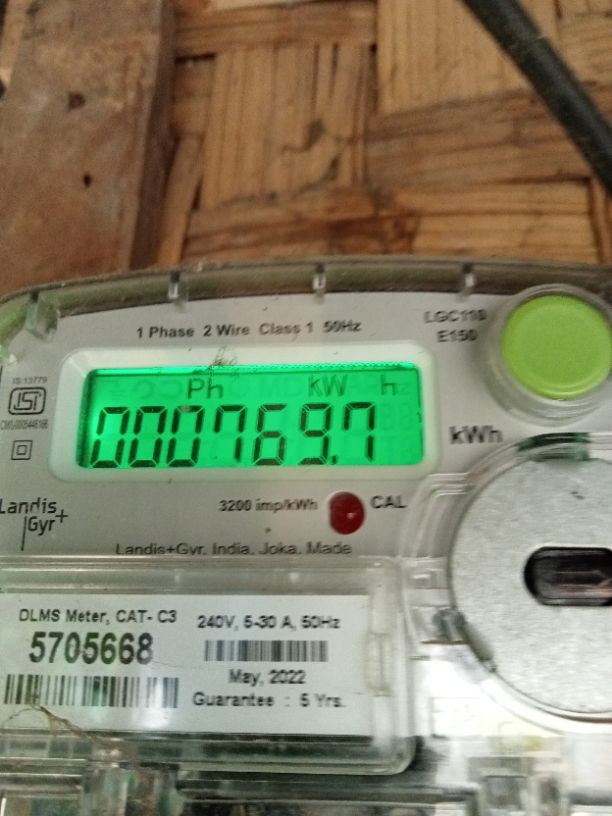 1 Phase 2 Wire Class 1 50Hz
LGC110
E150
IS 13779
Ph kW h
000769.7
kWh
Landis
Gyr+
3200 imp/kWh
CAL
Landis+Gyr, India, Joka, Made
DLMS Meter, CAT- C3
240V, 5-30 A, 50Hz
5705668
May, 2022
Guarantee : 5 Yrs.